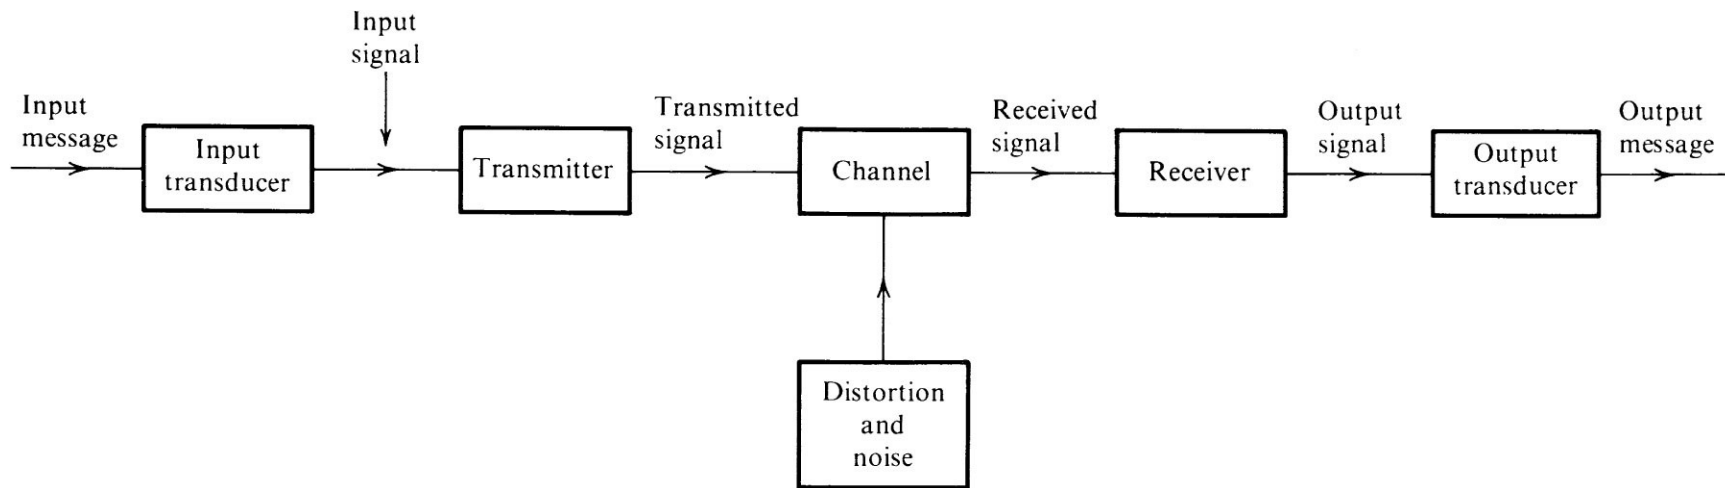 Input
signal
Input
message
Input
transducer
Transmitter
Transmitted
signal
Channel
Received
signal
Receiver
Output
signal
Output
transducer
Output
message
Distortion
and
noise